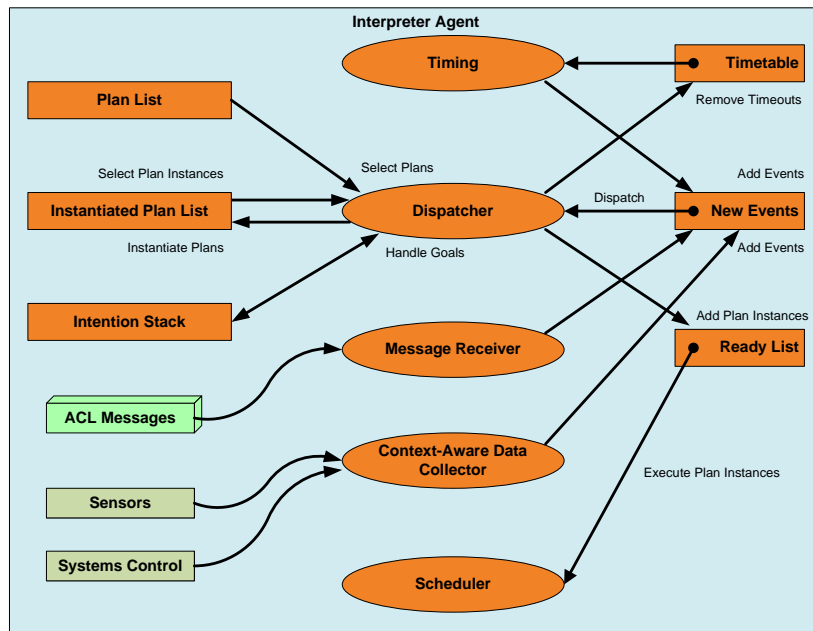 Interpreter Agent
Timing
Timetable
Plan List
Remove Timeouts
Select Plans
Select Plan Instances
Add Events
Dispatch
Instantiated Plan List
Dispatcher
New Events
Instantiate Plans
Handle Goals
Add Events
Add Plan Instances
Intention Stack
Message Receiver
Ready List
ACL Messages
Context-Aware Data
Collector
Execute Plan Instances
Sensors
Systems Control
Scheduler